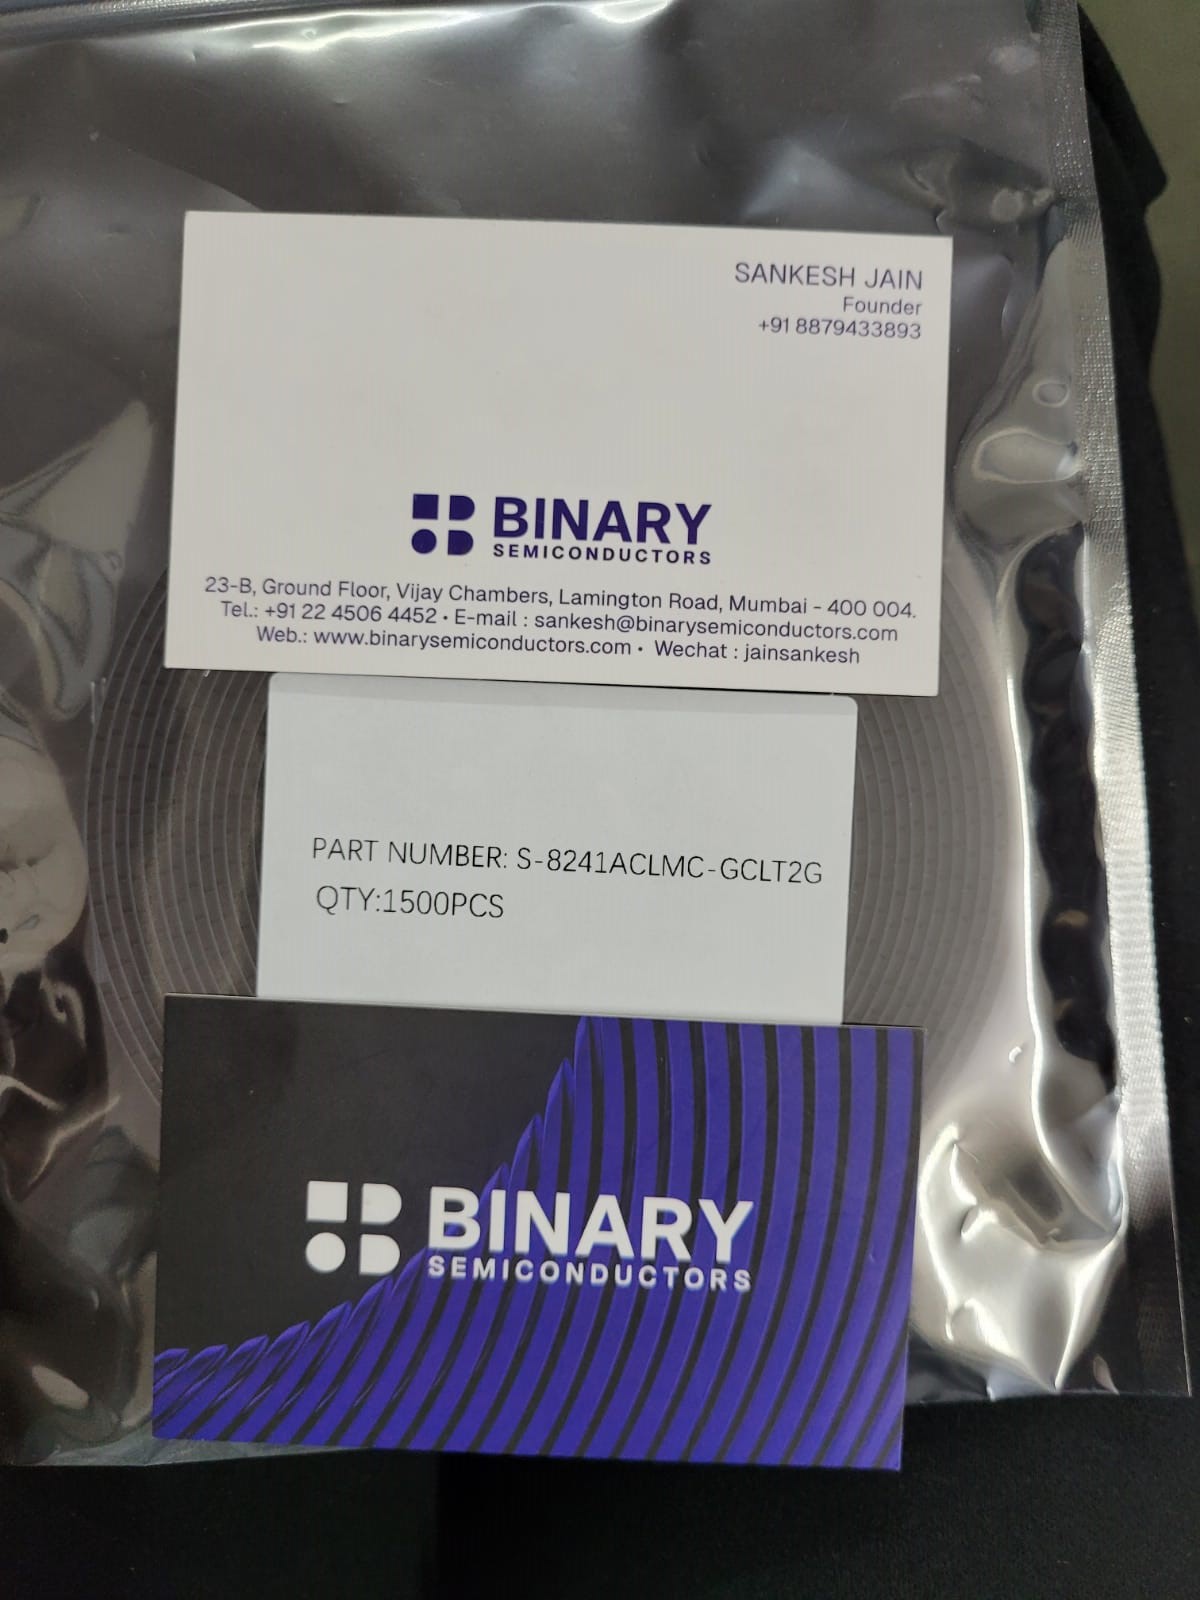 SANKESH JAIN
Founder
+91 8879433893
BINARY
SEMICONDUCTORS
23-B, Ground Floor, Vijay Chambers, Lamington Road, Mumbai - 400 004.
Tel.: +91 22 4506 4452 • E-mail : sankesh@binarysemiconductors.com
Web.: www.binarysemiconductors.com • Wechat : jainsankesh
PART NUMBER: S-8241ACLMC-GCLT2G
QTY:1500PCS
BINARY
SEMICONDUCTORS